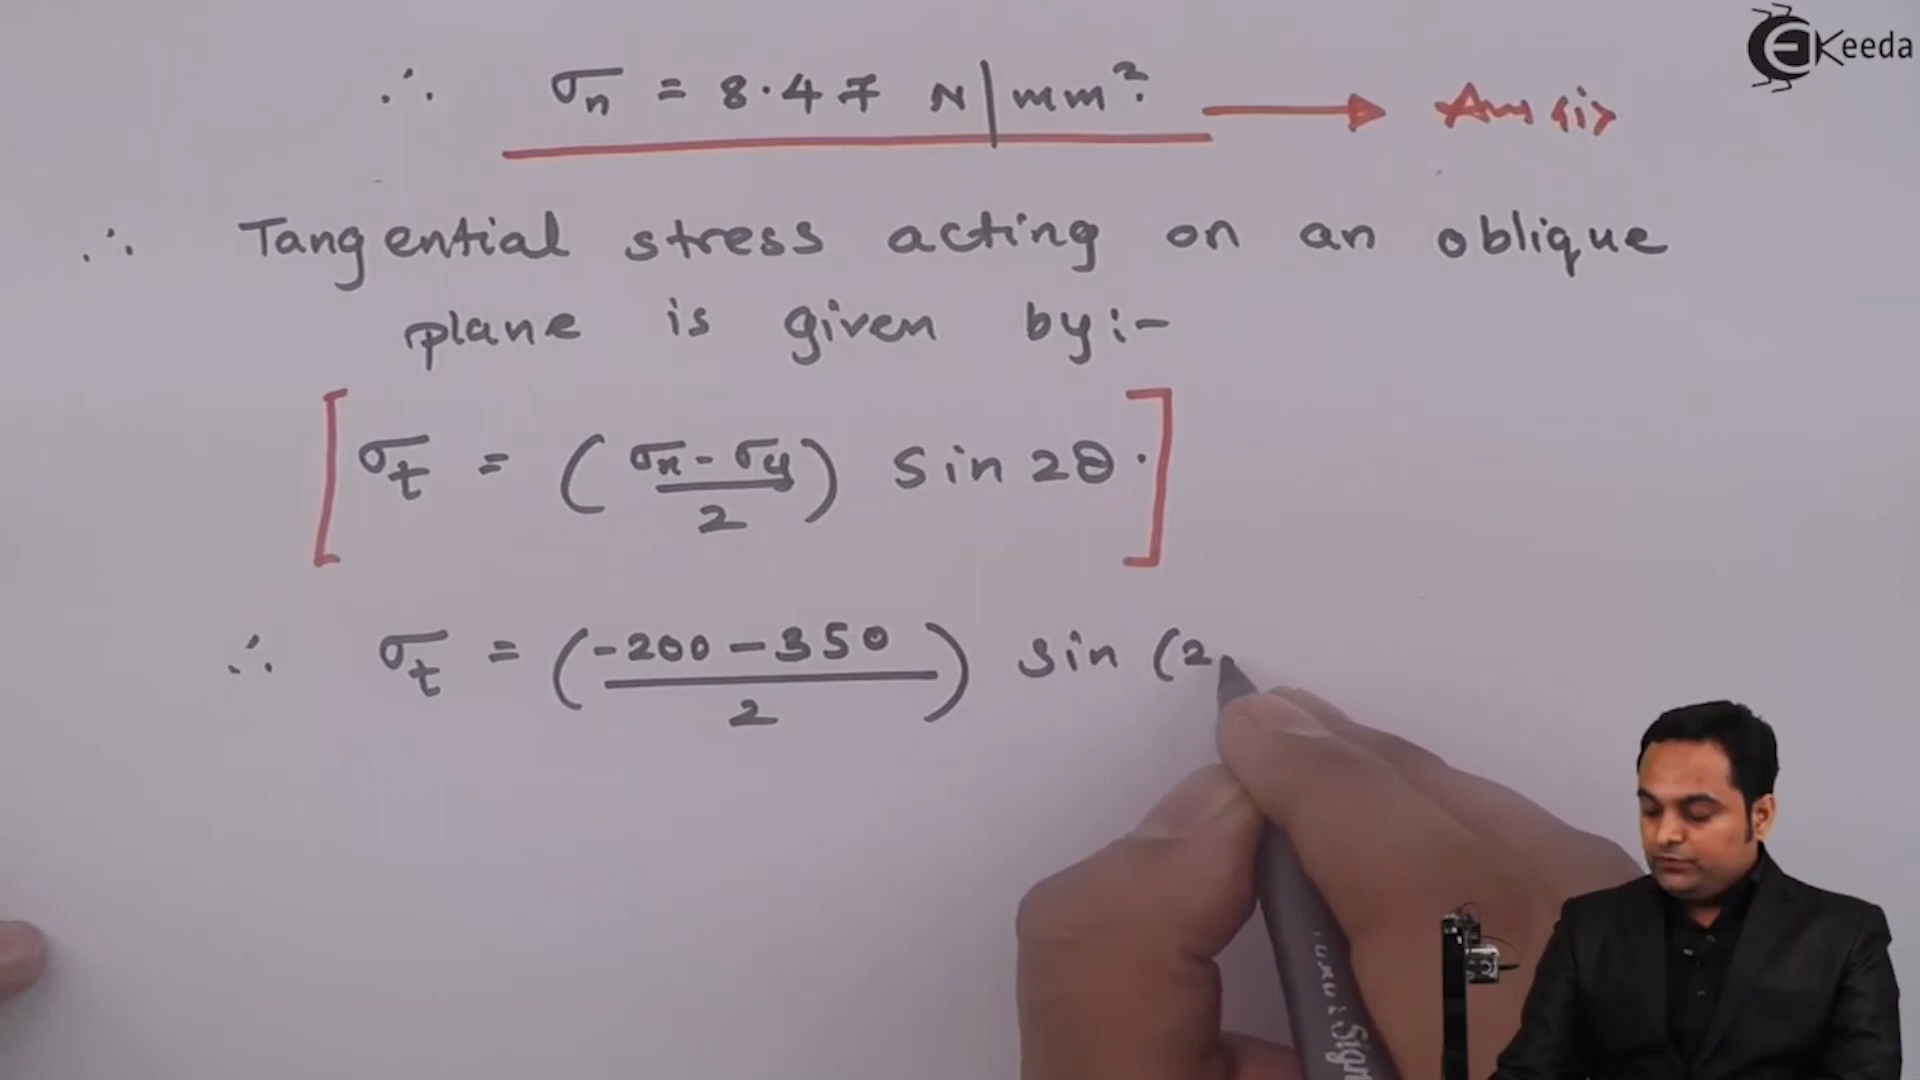 Keeda
∴ σn = 8.47 N/mm² → Ans (i)
∴ Tangential stress acting on an oblique
plane is given by:-
[σt = (σx - σy / 2) sin 2θ.]
∴ σt = (-200 - 350 / 2) sin (2